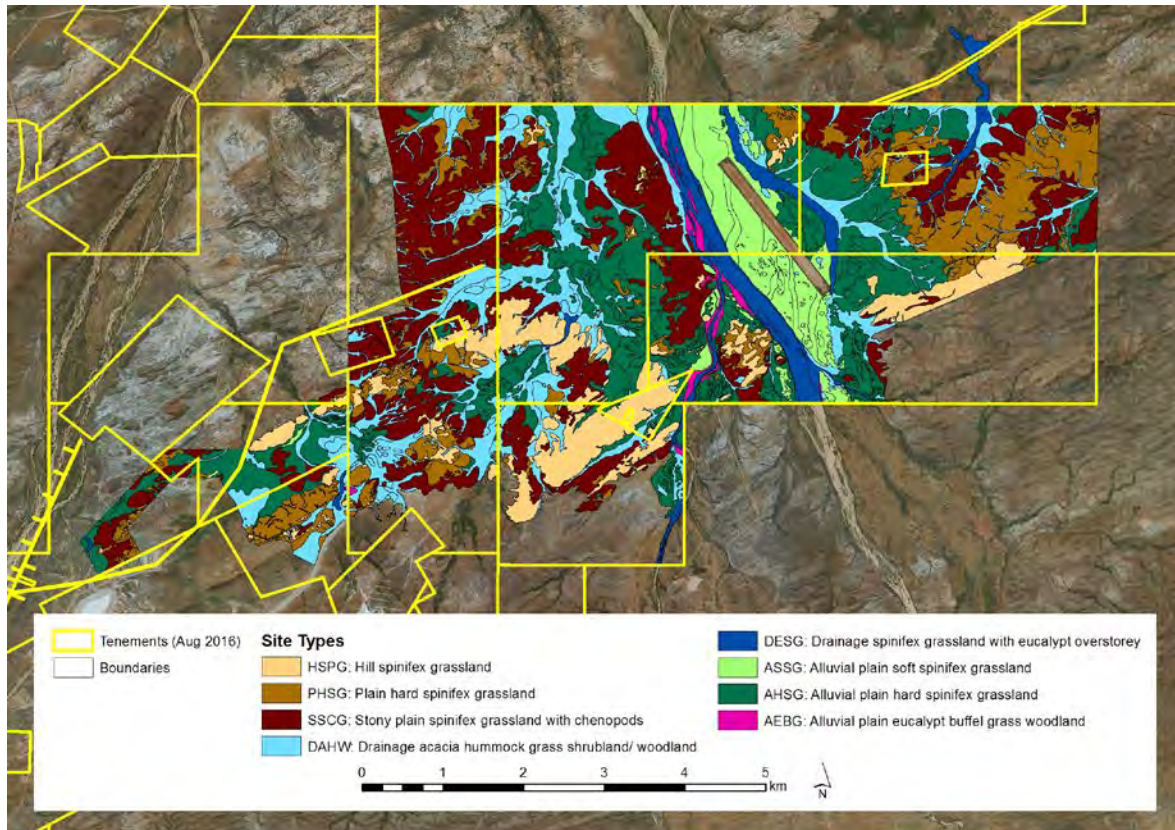 Tenements (Aug 2016)
Boundaries
Site Types
HSPG: Hill spinifex grassland
PHSG: Plain hard spinifex grassland
SSCG: Stony plain spinifex grassland with chenopods
DAHW: Drainage acacia hummock grass shrubland/ woodland
DESG: Drainage spinifex grassland with eucalypt overstorey
ASSG: Alluvial plain soft spinifex grassland
AHSG: Alluvial plain hard spinifex grassland
AEBG: Alluvial plain eucalypt buffel grass woodland
0 1 2 3 4 5
km
N